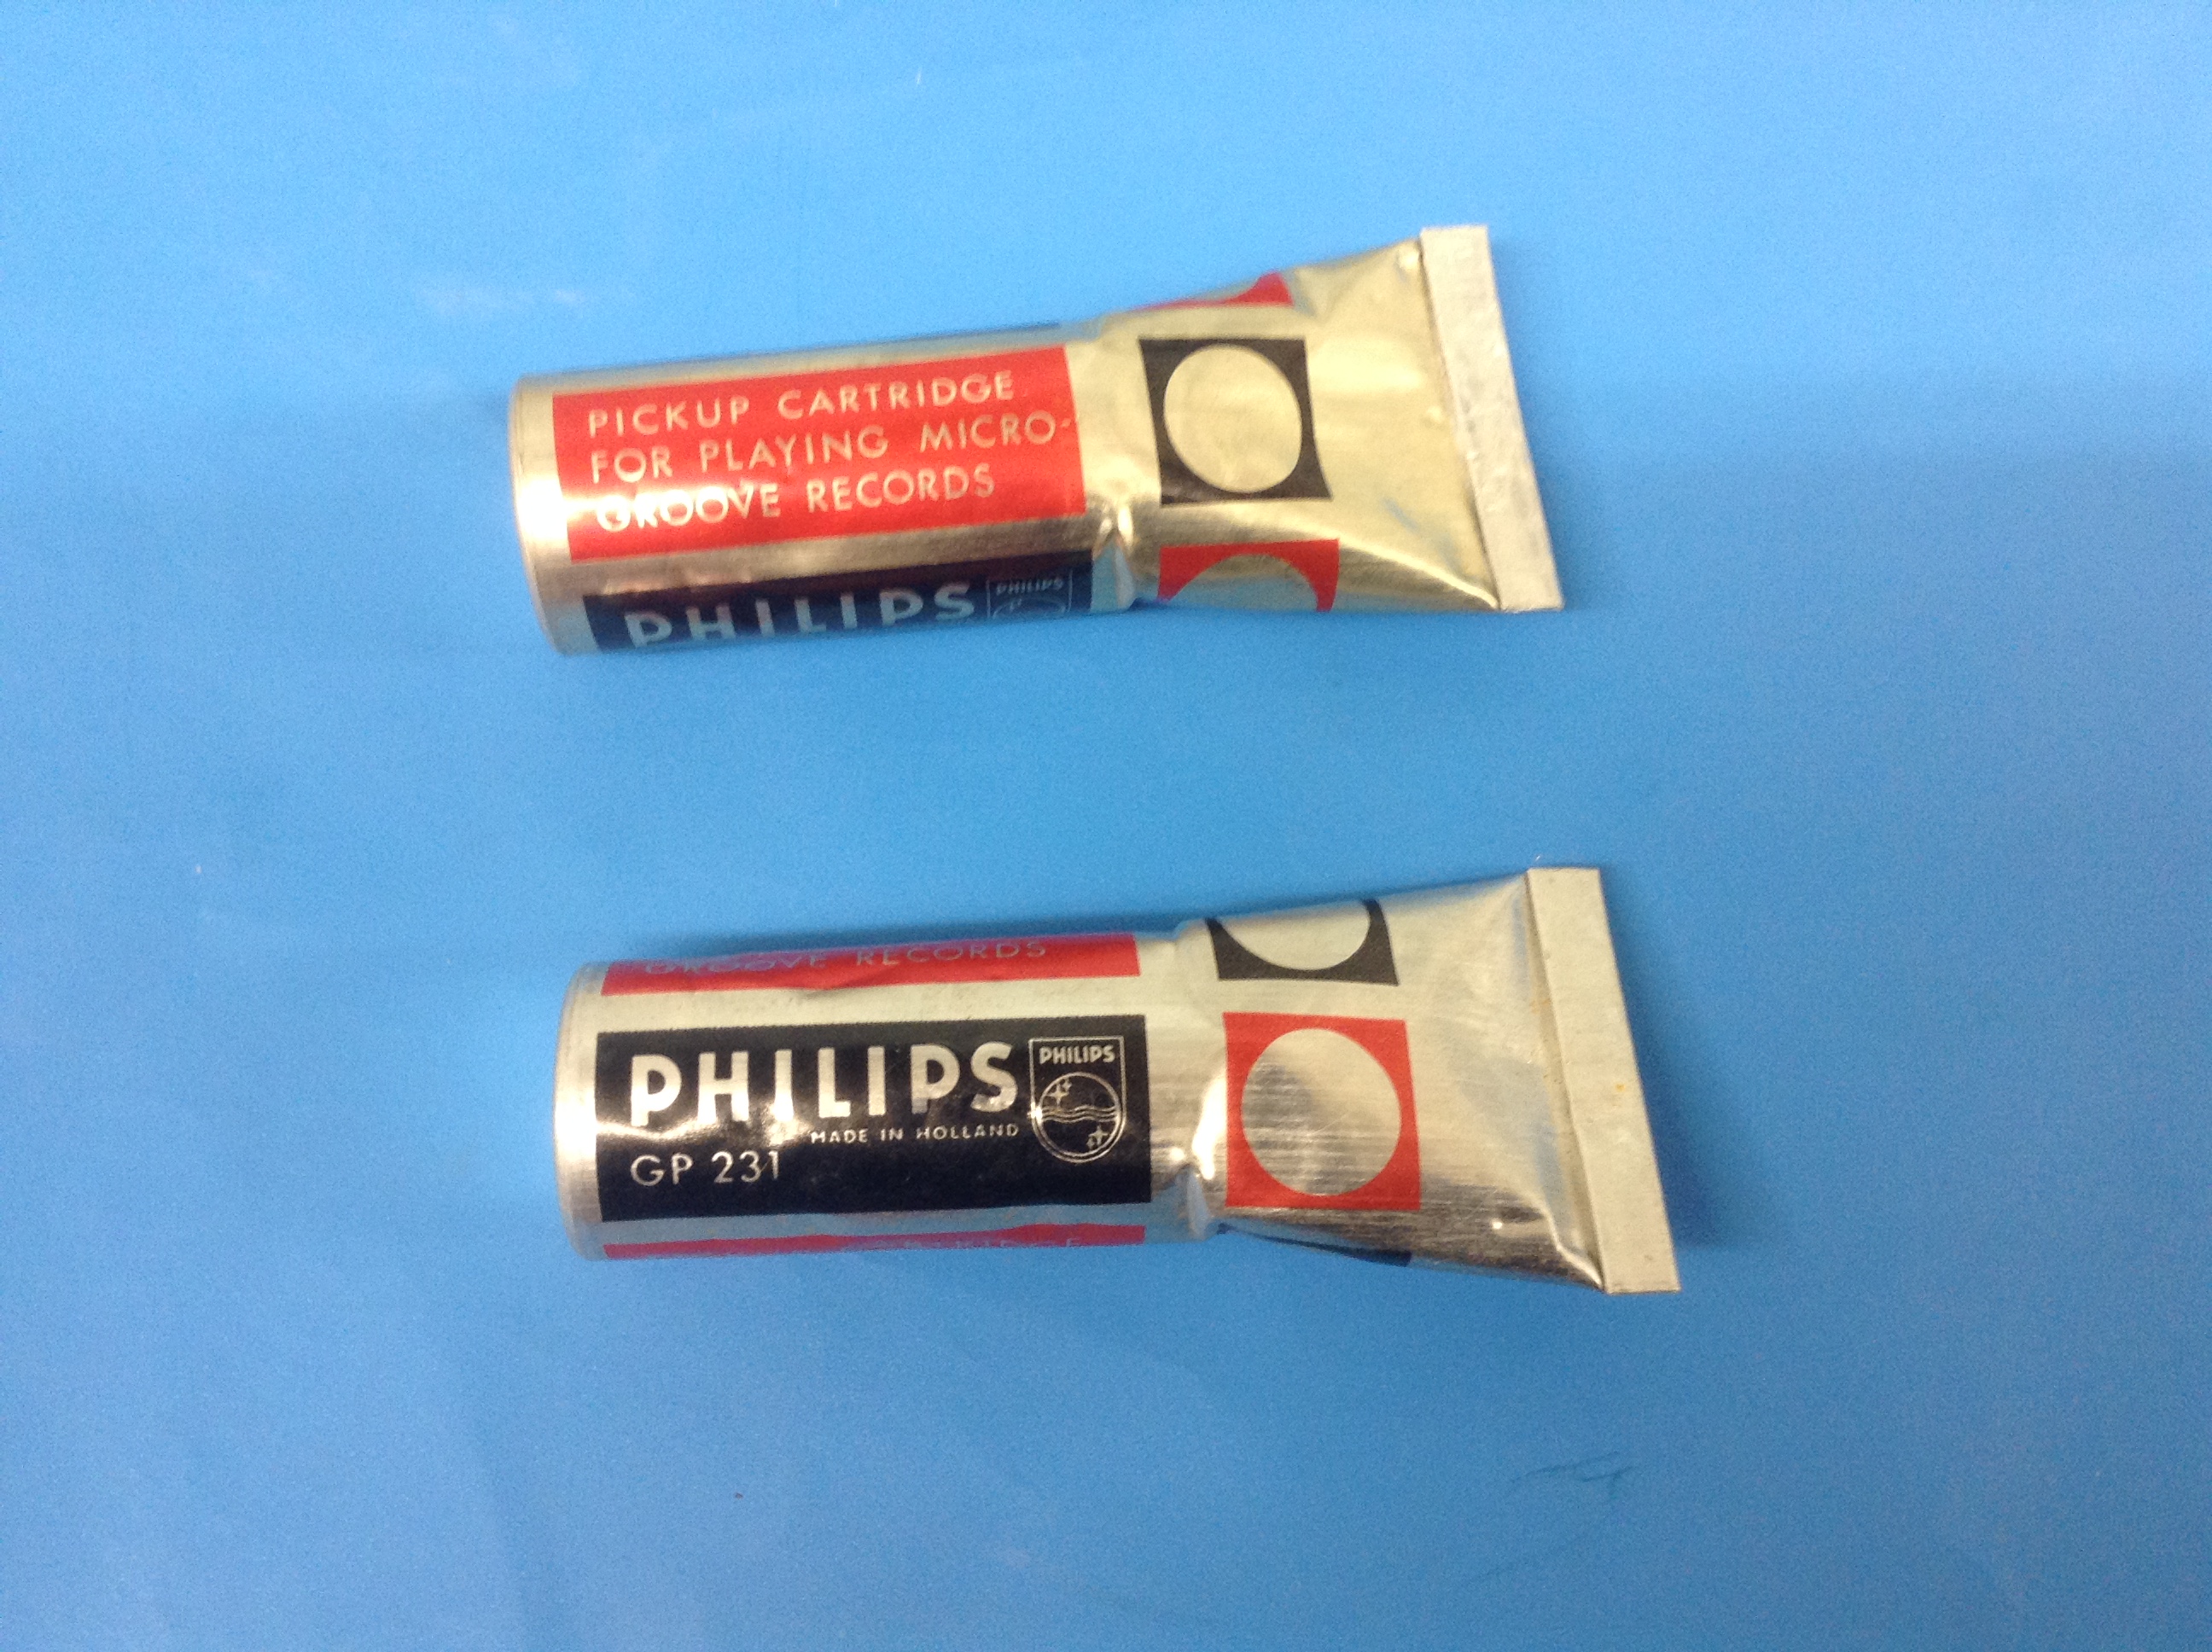 PICKUP CARTRIDGE
FOR PLAYING MICRO-
GROOVE RECORDS
PHILIPS
PHILIPS
GROOVE RECORDS
PHILIPS
PHILIPS
MADE IN HOLLAND
GP 231